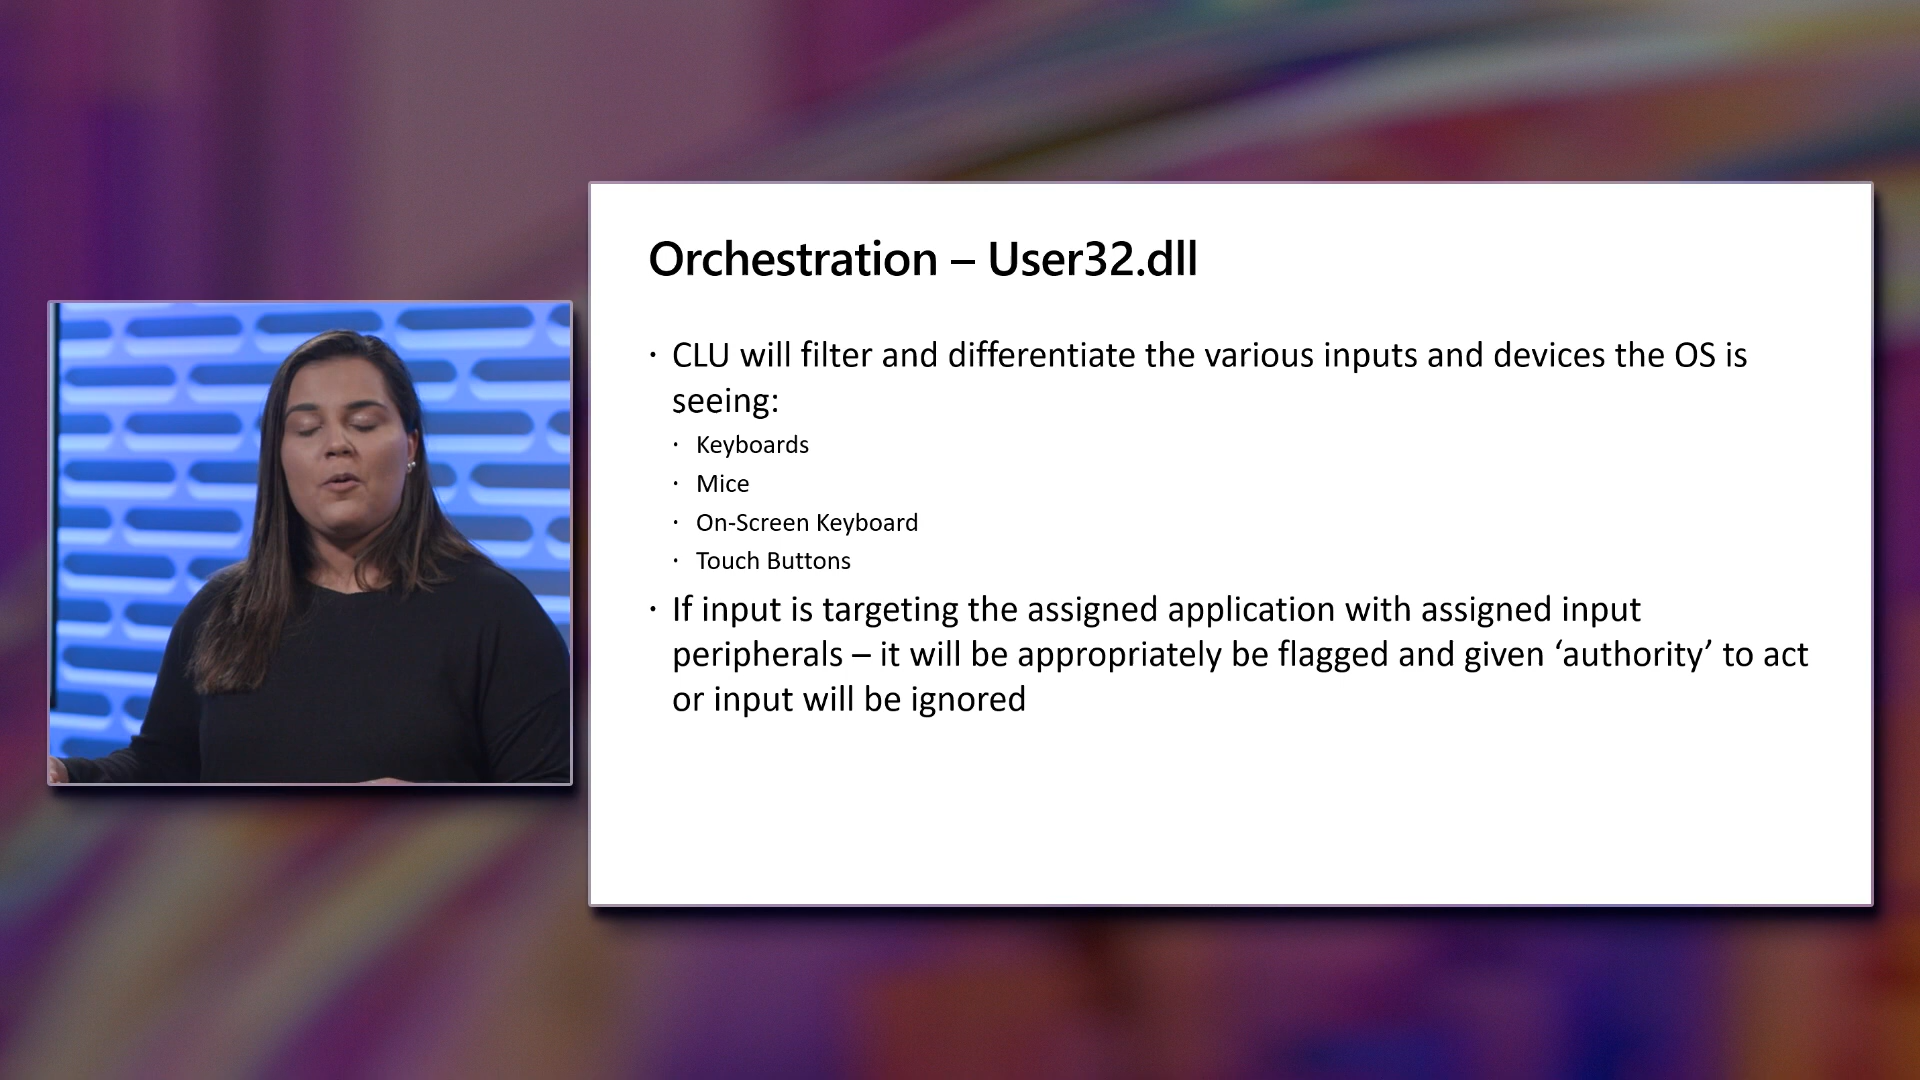 Orchestration – User32.dll
· CLU will filter and differentiate the various inputs and devices the OS is
seeing:
· Keyboards
· Mice
· On-Screen Keyboard
· Touch Buttons
· If input is targeting the assigned application with assigned input
peripherals – it will be appropriately be flagged and given ‘authority’ to act
or input will be ignored